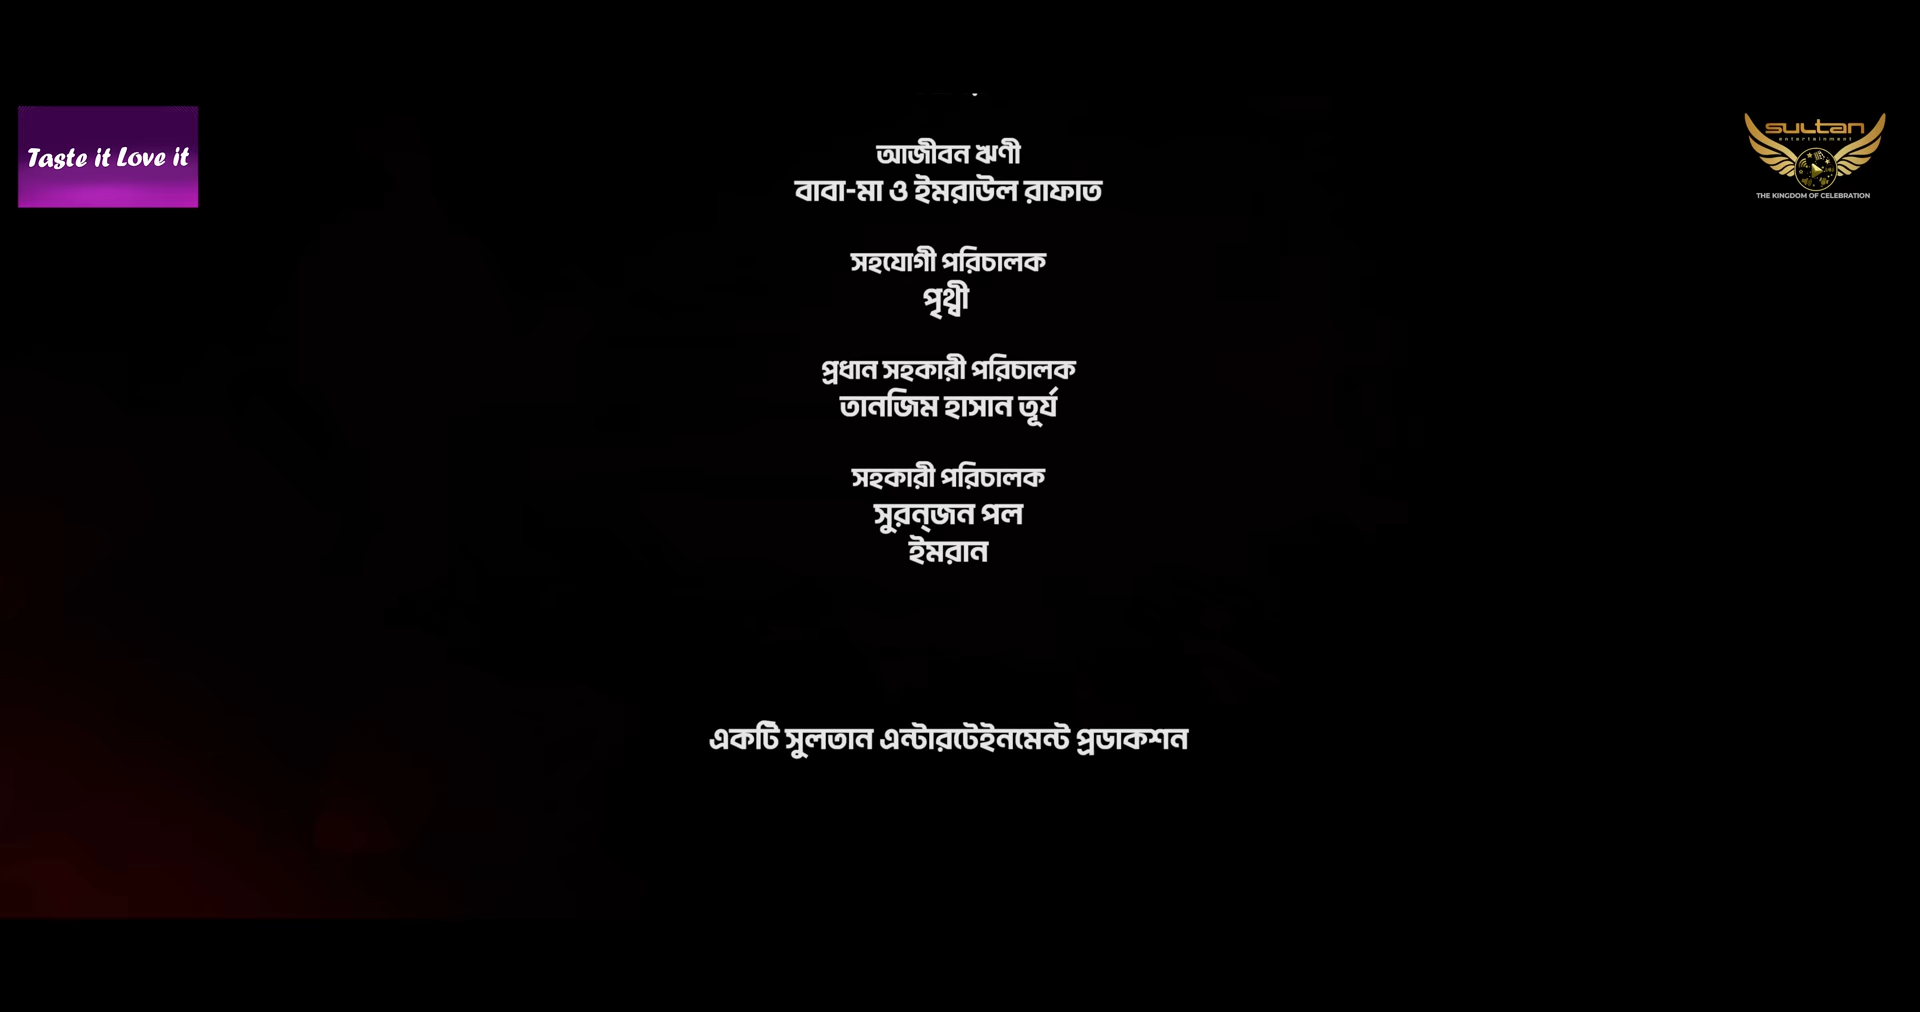 Taste it Love it
sultan
entertainment
THE KINGDOM OF CELEBRATION
আজীবন ঋণী
বাবা-মা ও ইমরাউল রাফাত
সহযোগী পরিচালক
পৃথ্বী
প্রধান সহকারী পরিচালক
তানজিম হাসান তূর্য
সহকারী পরিচালক
সুরন্‌জন পল
ইমরান
একটি সুলতান এন্টারটেইনমেন্ট প্রডাকশন